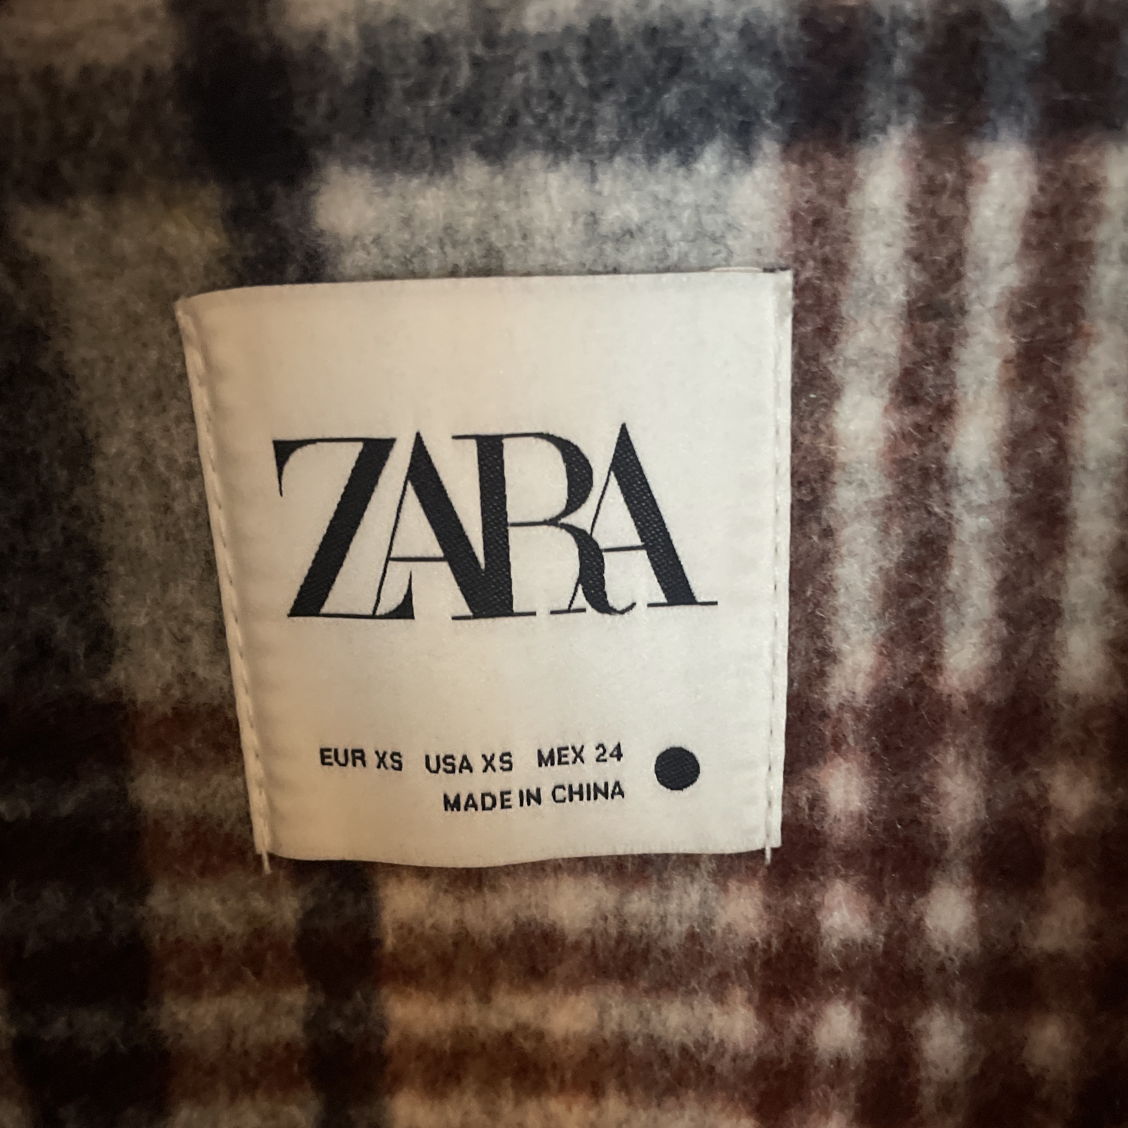 ZARA
EUR XS USA XS MEX 24
MADE IN CHINA